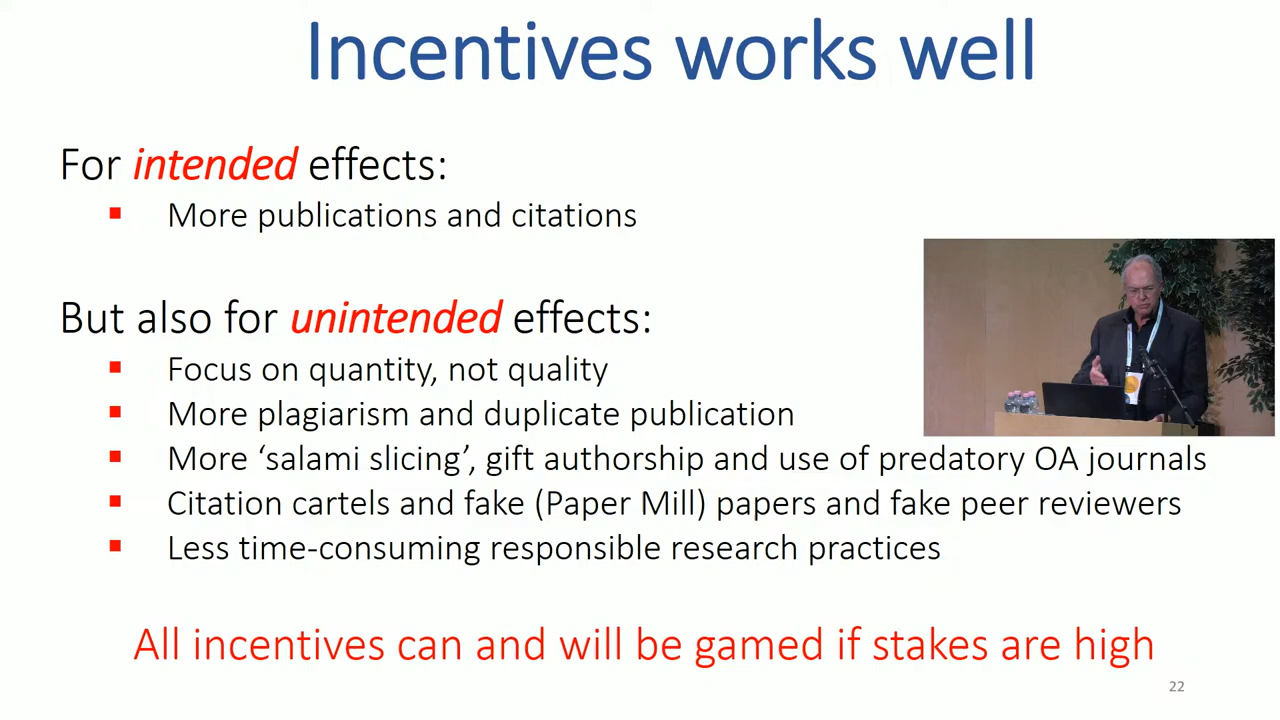 Incentives works well
For intended effects:
▪ More publications and citations
But also for unintended effects:
▪ Focus on quantity, not quality
▪ More plagiarism and duplicate publication
▪ More ‘salami slicing’, gift authorship and use of predatory OA journals
▪ Citation cartels and fake (Paper Mill) papers and fake peer reviewers
▪ Less time-consuming responsible research practices
All incentives can and will be gamed if stakes are high
22